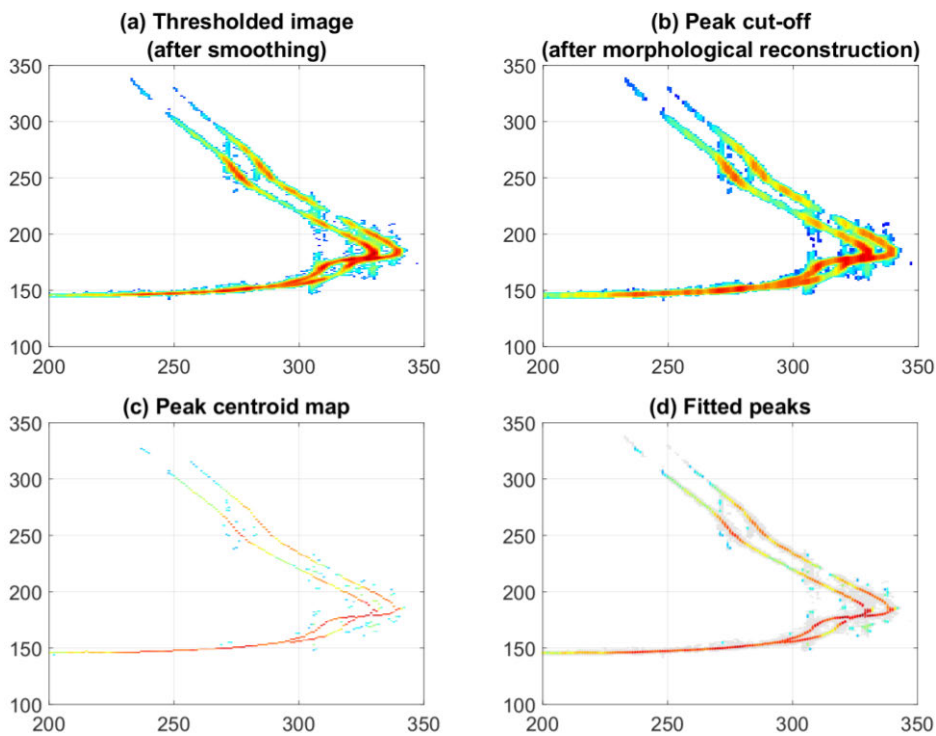 (a) Thresholded image
(after smoothing)
350
300
250
200
150
100
200 250 300 350
(b) Peak cut-off
(after morphological reconstruction)
350
300
250
200
150
100
200 250 300 350
(c) Peak centroid map
350
300
250
200
150
100
200 250 300 350
(d) Fitted peaks
350
300
250
200
150
100
200 250 300 350